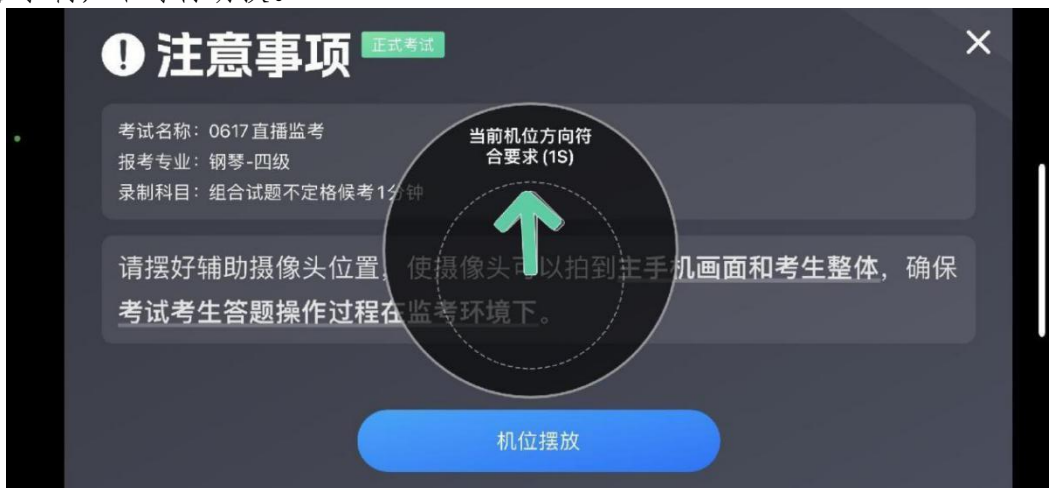 注意事项 正式考试
考试名称：0617直播监考
报考专业：钢琴-四级
录制科目：组合试题不定格候考1分钟
当前机位方向符
合要求(1S)
请摆好辅助摄像头位置，使摄像头可以拍到主手机画面和考生整体，确保
考试考生答题操作过程在监考环境下。
机位摆放